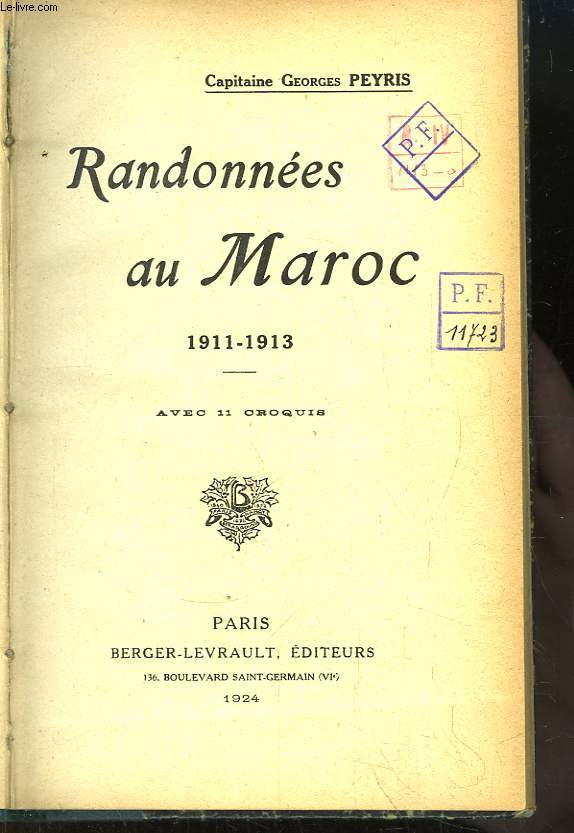 Le-livre.com
Capitaine GEORGES PEYRIS
Randonnées
au Maroc
1911-1913
AVEC 11 CROQUIS
P. F.
P. F.
11723
B L
PARIS
BERGER-LEVRAULT, ÉDITEURS
136, BOULEVARD SAINT-GERMAIN (VIe)
1924